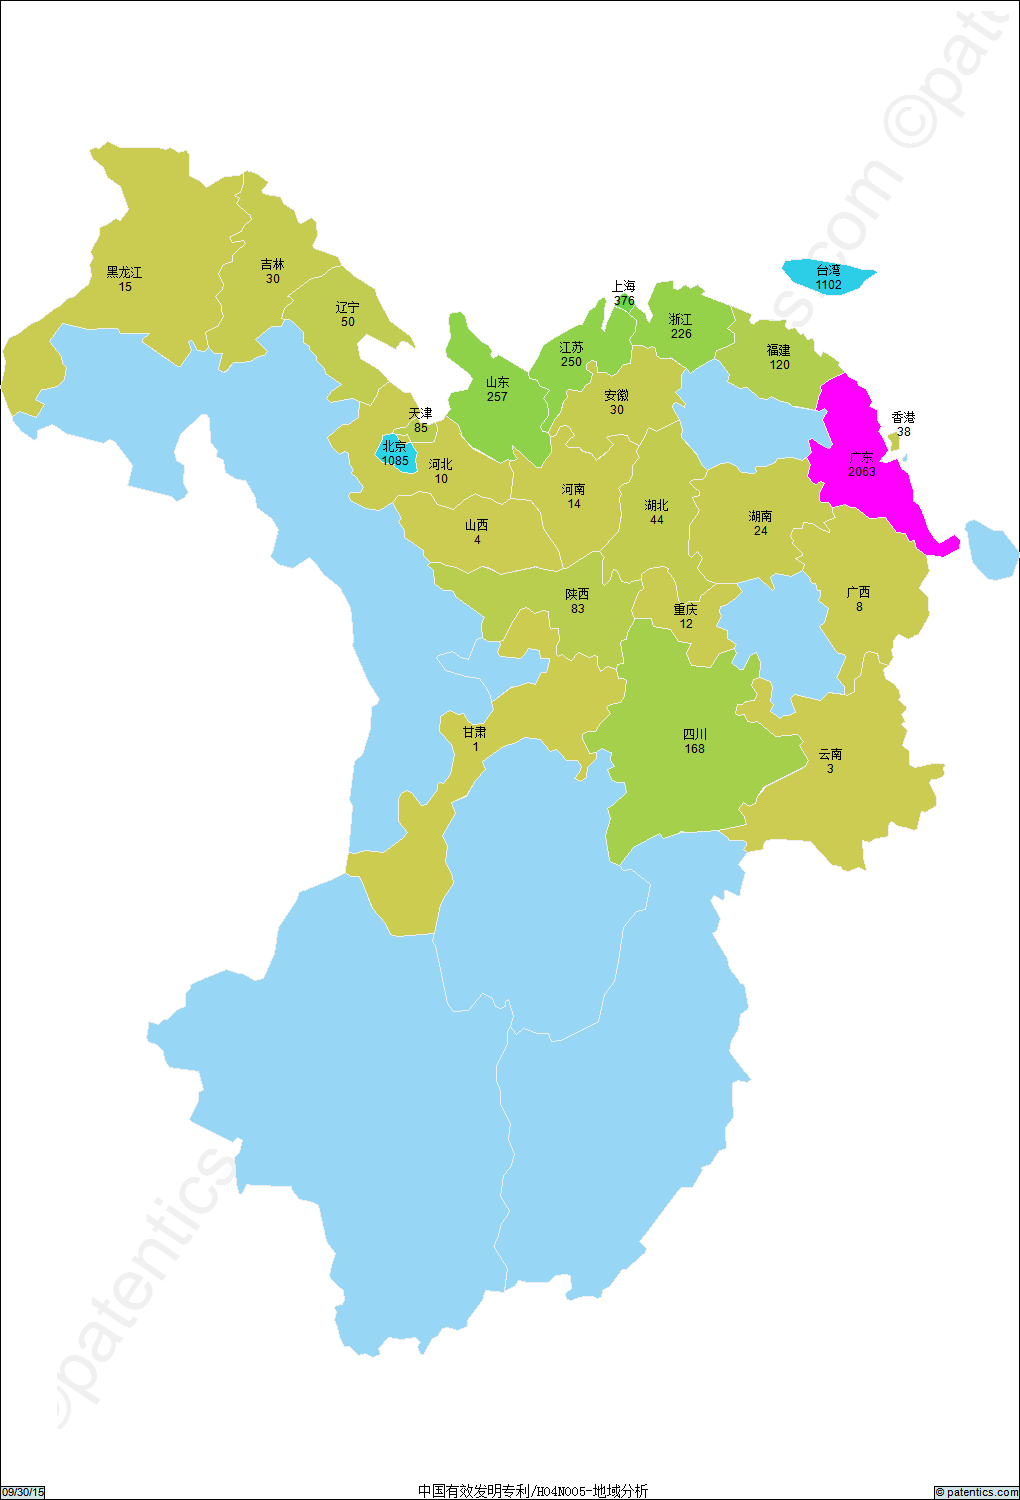 ©patentics.com ©patentics.com
黑龙江
15
吉林
30
辽宁
50
台湾
1102
上海
376
浙江
226
江苏
250
福建
120
山东
257
安徽
30
天津
85
香港
38
北京
1085
河北
10
广东
2063
河南
14
湖北
44
湖南
24
山西
4
陕西
83
重庆
12
广西
8
甘肃
1
四川
168
云南
3
09/30/15
中国有效发明专利/H04N005-地域分析
© patentics.com